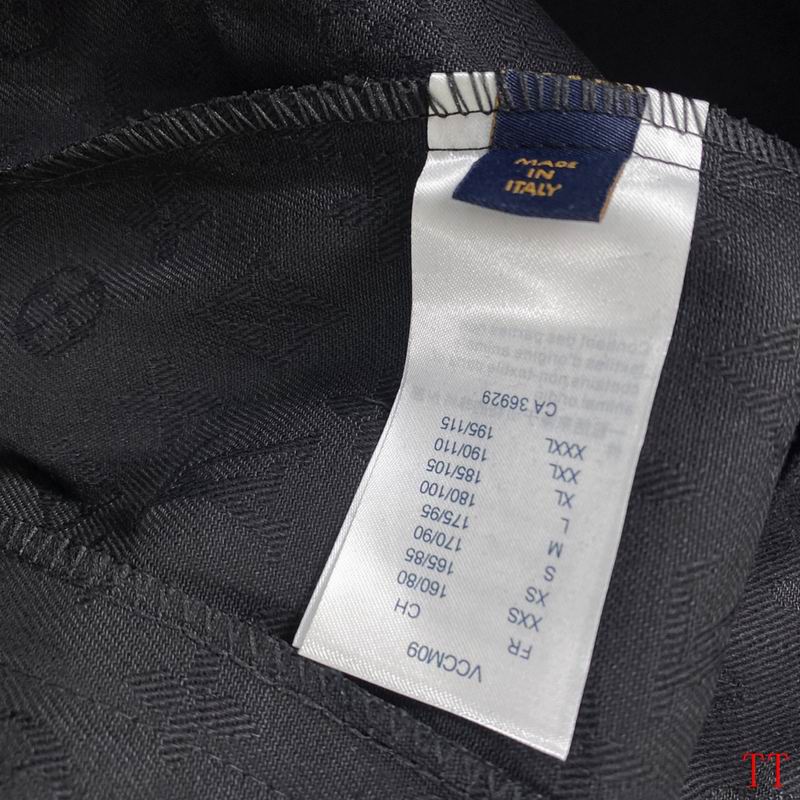 MADE
IN
ITALY
VCCM09
FR CH
XXS 160/80
XS 165/85
S 170/90
M 175/95
L 180/100
XL 185/105
XXL 190/110
XXXL 195/115
CA 36929
TT